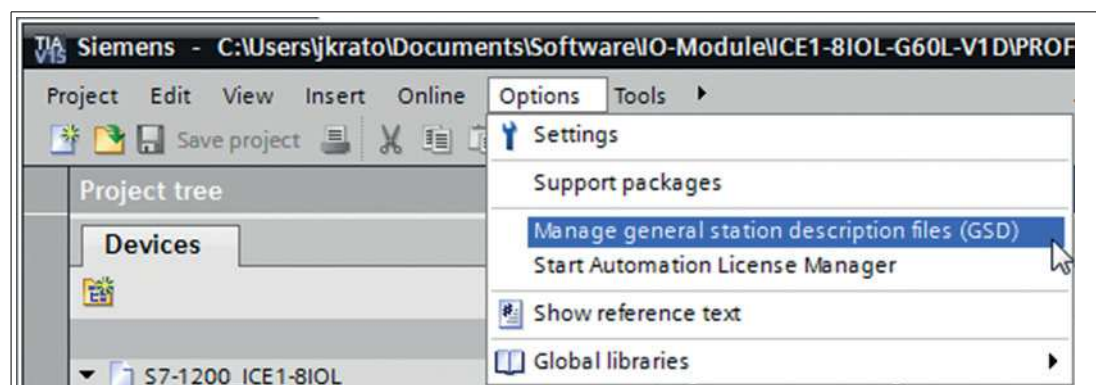 TIA V15 Siemens - C:\Users\jkrato\Documents\Software\IO-Module\ICE1-8IOL-G60L-V1D\PROF
Project Edit View Insert Online Options Tools
Save project
Settings
Support packages
Project tree
Manage general station description files (GSD)
Devices
Start Automation License Manager
Show reference text
Global libraries
S7-1200_ICE1-8IOL